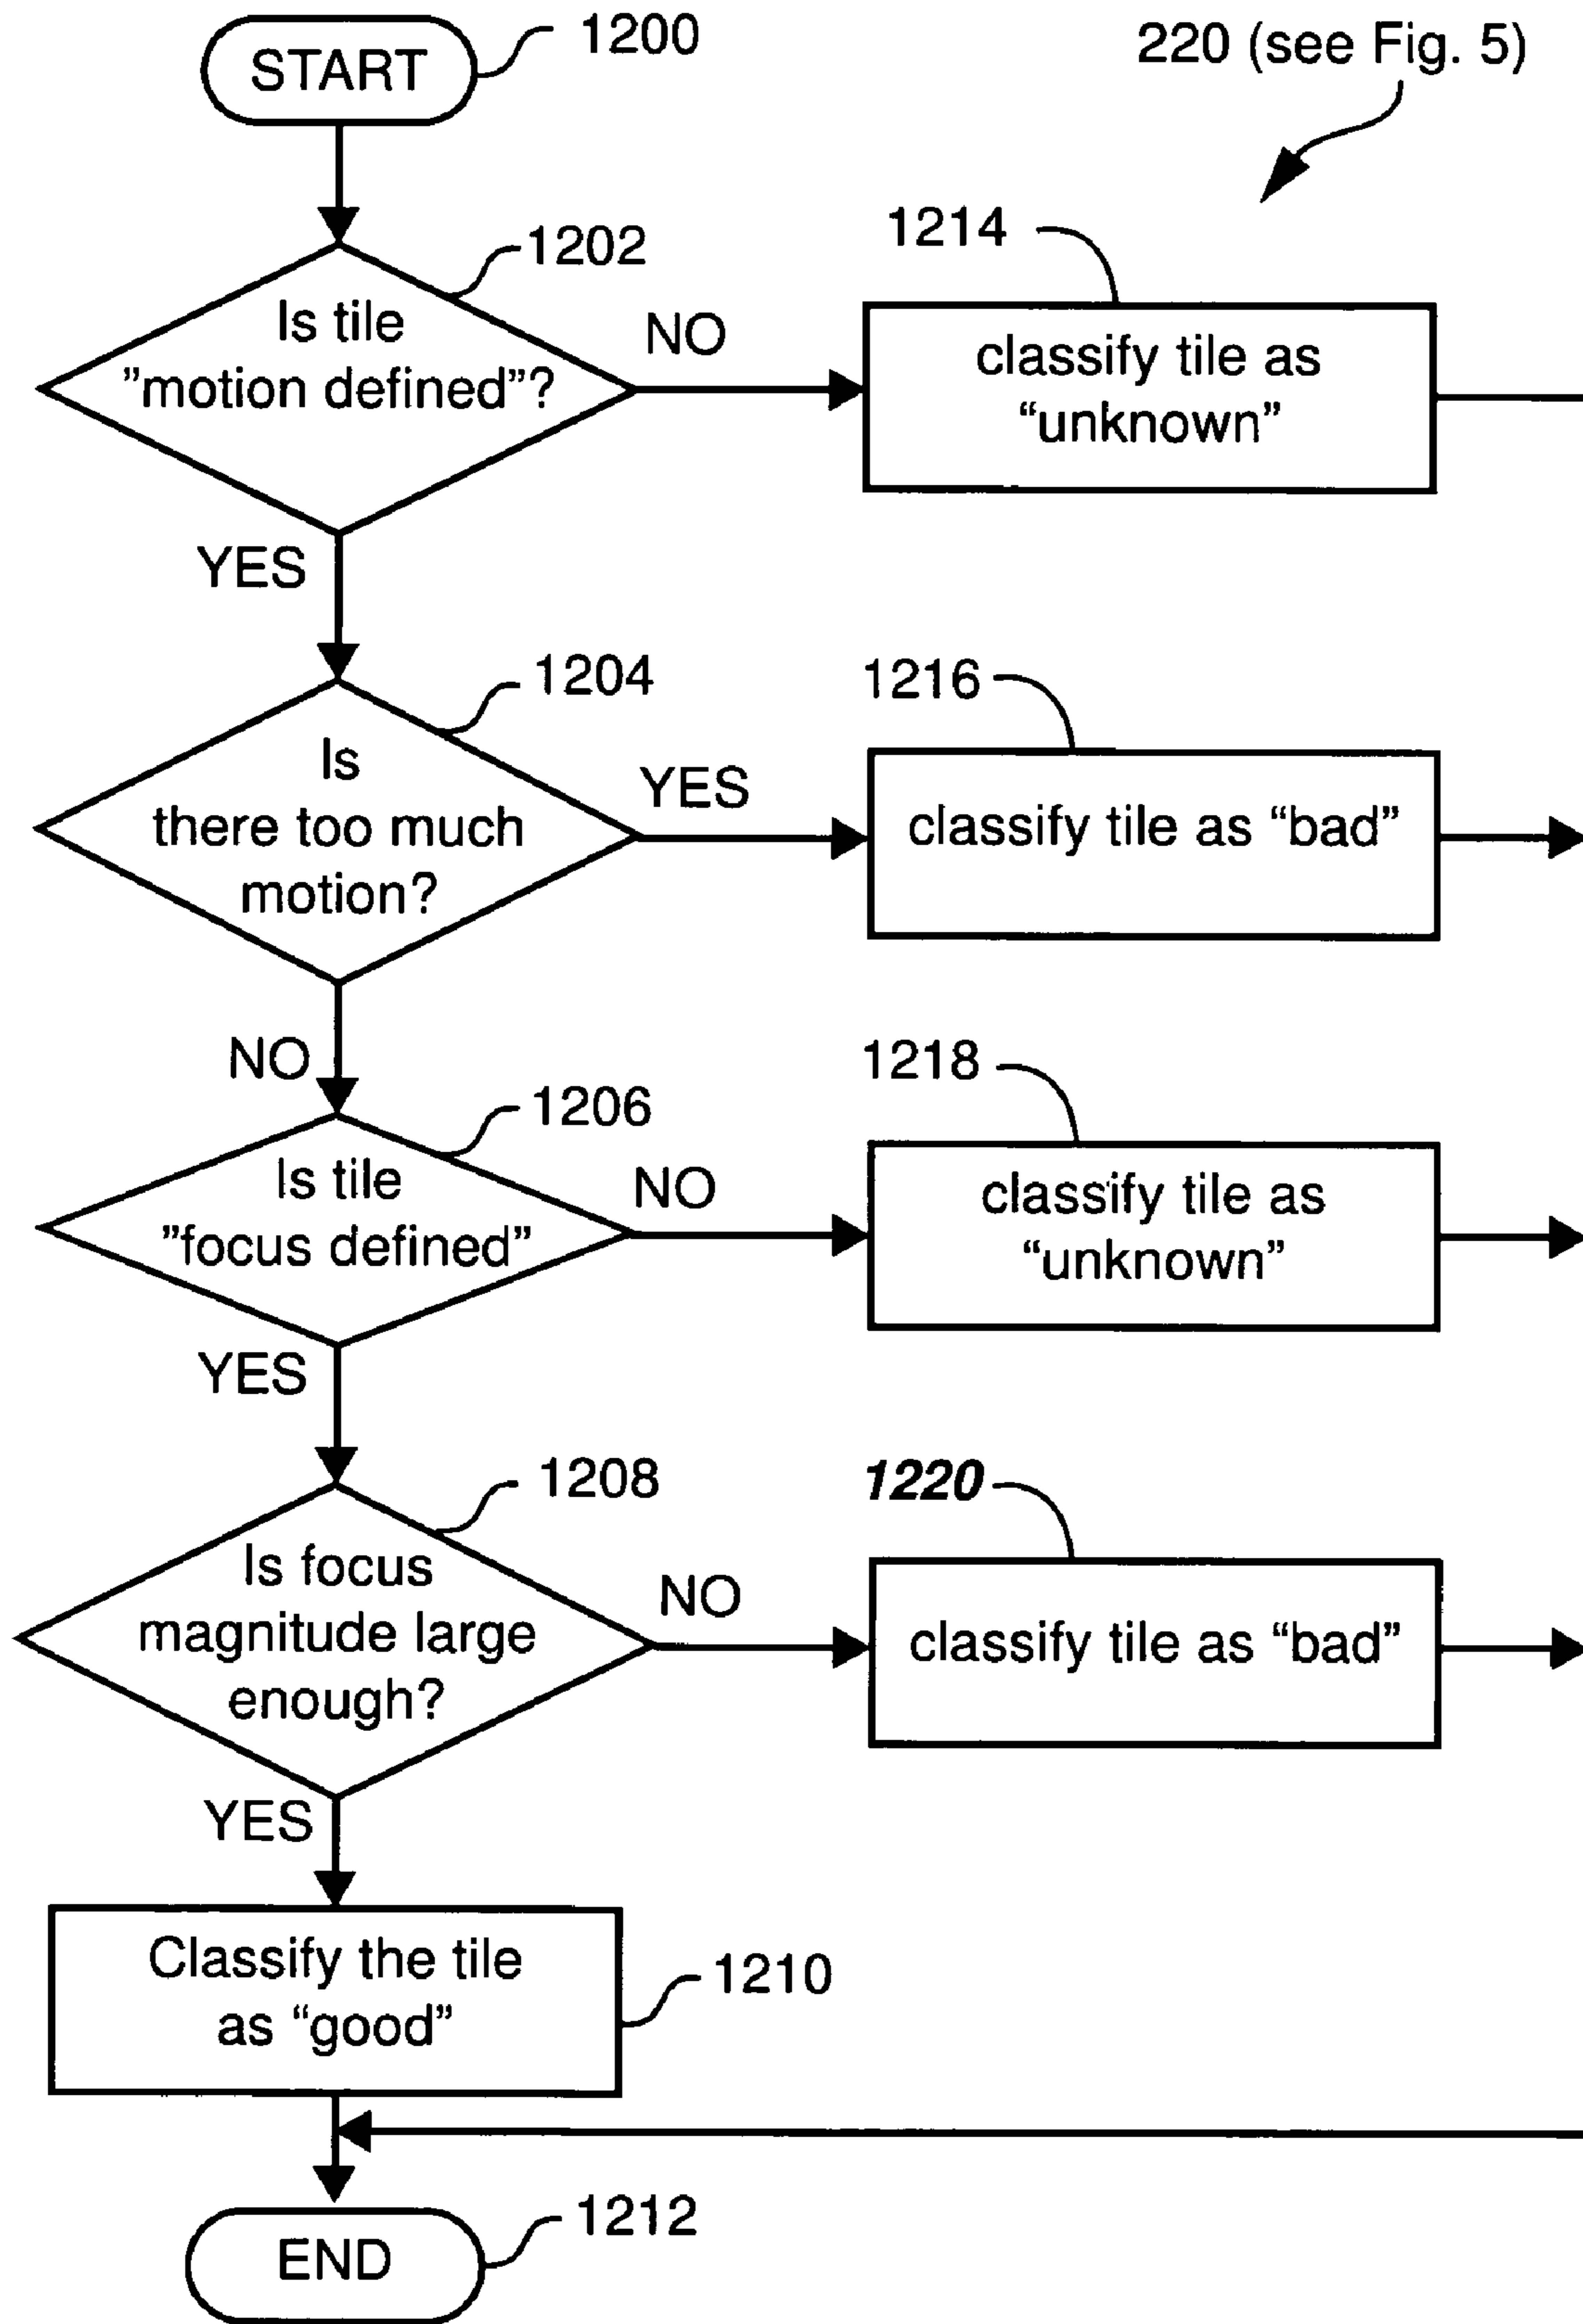 START
1200
220 (see Fig. 5)
1202
1214
Is tile
”motion defined”?
NO
classify tile as
“unknown”
YES
1204
1216
Is
there too much
motion?
YES
classify tile as “bad”
NO
1206
1218
Is tile
”focus defined”
NO
classify tile as
“unknown”
YES
1208
1220
Is focus
magnitude large
enough?
NO
classify tile as “bad”
YES
Classify the tile
as “good”
1210
END
1212